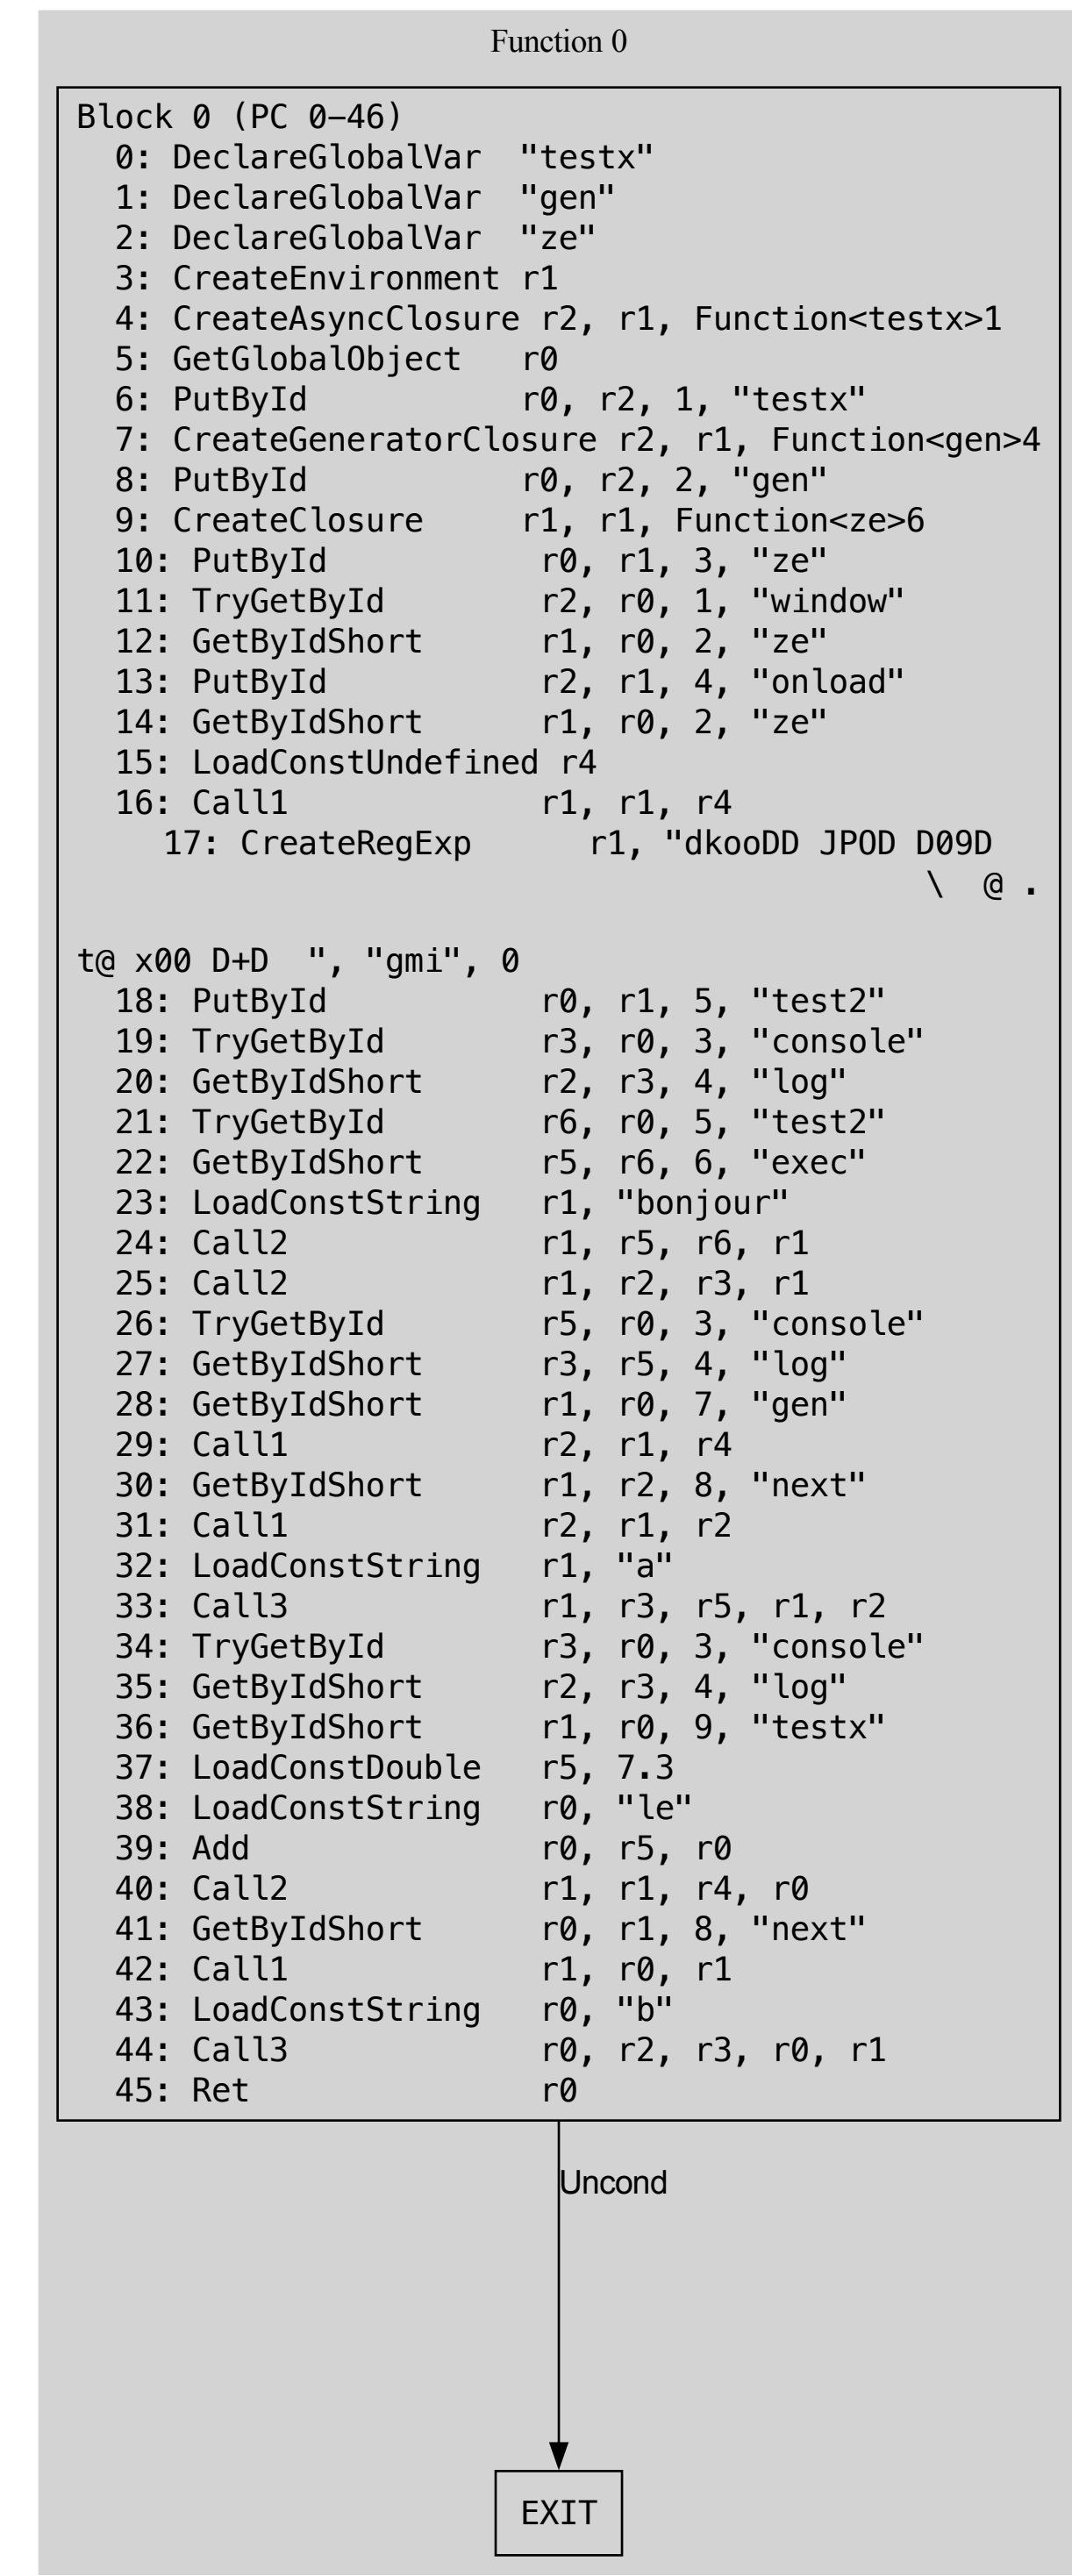 Function 0
Block 0 (PC 0–46)
0: DeclareGlobalVar "testx"
1: DeclareGlobalVar "gen"
2: DeclareGlobalVar "ze"
3: CreateEnvironment r1
4: CreateAsyncClosure r2, r1, Function<testx>1
5: GetGlobalObject r0
6: PutById r0, r2, 1, "testx"
7: CreateGeneratorClosure r2, r1, Function<gen>4
8: PutById r0, r2, 2, "gen"
9: CreateClosure r1, r1, Function<ze>6
10: PutById r0, r1, 3, "ze"
11: TryGetById r2, r0, 1, "window"
12: GetByIdShort r1, r0, 2, "ze"
13: PutById r2, r1, 4, "onload"
14: GetByIdShort r1, r0, 2, "ze"
15: LoadConstUndefined r4
16: Call1 r1, r1, r4
17: CreateRegExp r1, "dkooDD JPOD D09D
\ @ .
t@ x00 D+D ", "gmi", 0
18: PutById r0, r1, 5, "test2"
19: TryGetById r3, r0, 3, "console"
20: GetByIdShort r2, r3, 4, "log"
21: TryGetById r6, r0, 5, "test2"
22: GetByIdShort r5, r6, 6, "exec"
23: LoadConstString r1, "bonjour"
24: Call2 r1, r5, r6, r1
25: Call2 r1, r2, r3, r1
26: TryGetById r5, r0, 3, "console"
27: GetByIdShort r3, r5, 4, "log"
28: GetByIdShort r1, r0, 7, "gen"
29: Call1 r2, r1, r4
30: GetByIdShort r1, r2, 8, "next"
31: Call1 r2, r1, r2
32: LoadConstString r1, "a"
33: Call3 r1, r3, r5, r1, r2
34: TryGetById r3, r0, 3, "console"
35: GetByIdShort r2, r3, 4, "log"
36: GetByIdShort r1, r0, 9, "testx"
37: LoadConstDouble r5, 7.3
38: LoadConstString r0, "le"
39: Add r0, r5, r0
40: Call2 r1, r1, r4, r0
41: GetByIdShort r0, r1, 8, "next"
42: Call1 r1, r0, r1
43: LoadConstString r0, "b"
44: Call3 r0, r2, r3, r0, r1
45: Ret r0
Uncond
EXIT